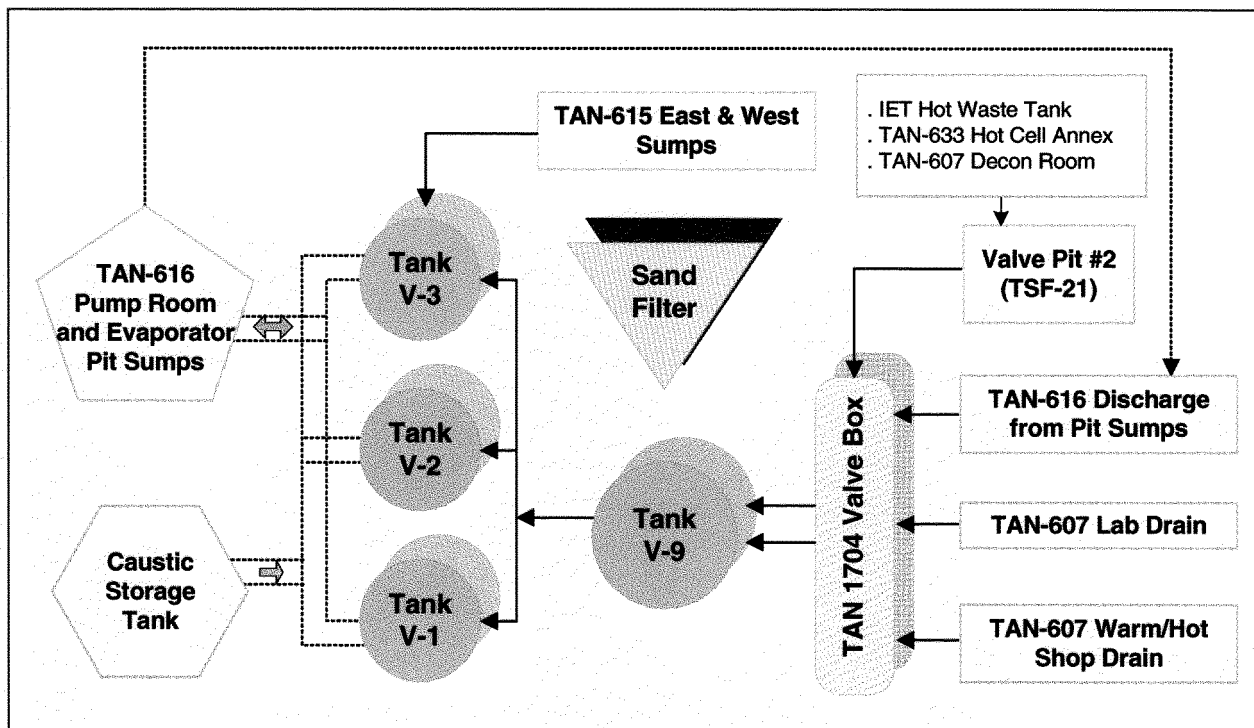 TAN-615 East & West
Sumps
. IET Hot Waste Tank
. TAN-633 Hot Cell Annex
. TAN-607 Decon Room
TAN-616
Pump Room
and Evaporator
Pit Sumps
Tank
V-3
Sand
Filter
Valve Pit #2
(TSF-21)
Tank
V-2
TAN 1704 Valve Box
TAN-616 Discharge
from Pit Sumps
Caustic
Storage
Tank
Tank
V-1
Tank
V-9
TAN-607 Lab Drain
TAN-607 Warm/Hot
Shop Drain